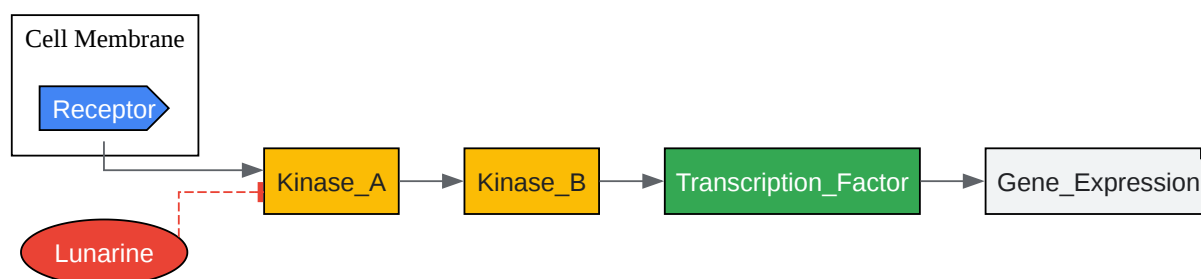 Cell Membrane
Receptor
Kinase_A
Kinase_B
Transcription_Factor
Gene_Expression
Lunarine